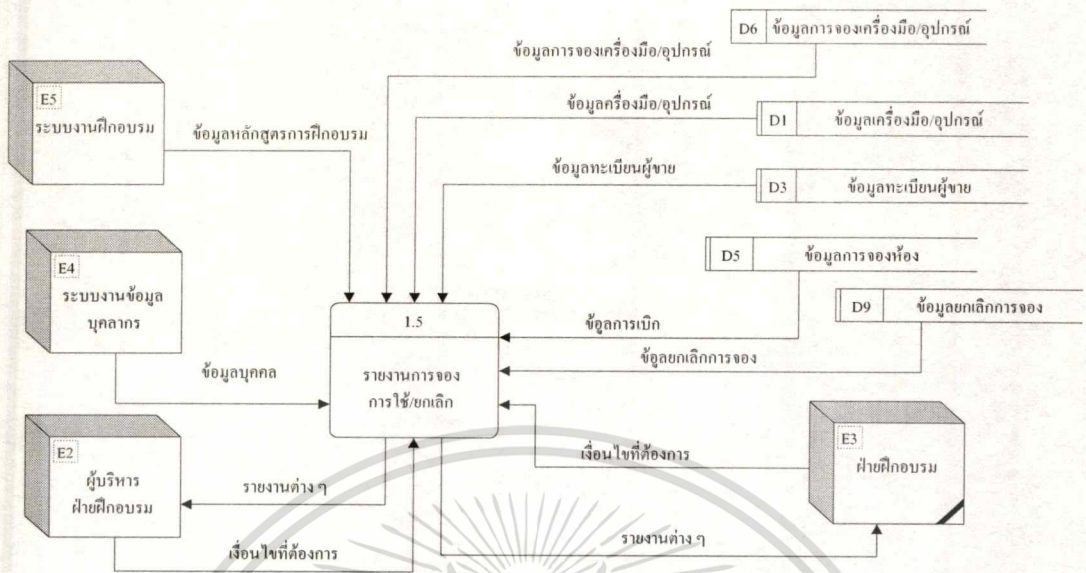 D6 ข้อมูลการจองเครื่องมือ/อุปกรณ์
ข้อมูลการจองเครื่องมือ/อุปกรณ์
E5
ระบบงานฝึกอบรม
ข้อมูลหลักสูตรการฝึกอบรม
ข้อมูลเครื่องมือ/อุปกรณ์
D1 ข้อมูลเครื่องมือ/อุปกรณ์
ข้อมูลทะเบียนผู้ขาย
D3 ข้อมูลทะเบียนผู้ขาย
D5 ข้อมูลการจองห้อง
E4
ระบบงานข้อมูล
บุคลากร
D9 ข้อมูลยกเลิกการจอง
1.5
ข้อูลการเบิก
ข้อูลยกเลิกการจอง
ข้อมูลบุคคล
รายงานการจอง
การใช้/ยกเลิก
E2
ผู้บริหาร
ฝ่ายฝึกอบรม
เงื่อนไขที่ต้องการ
E3
ฝ่ายฝึกอบรม
รายงานต่าง ๆ
รายงานต่าง ๆ
เงื่อนไขที่ต้องการ